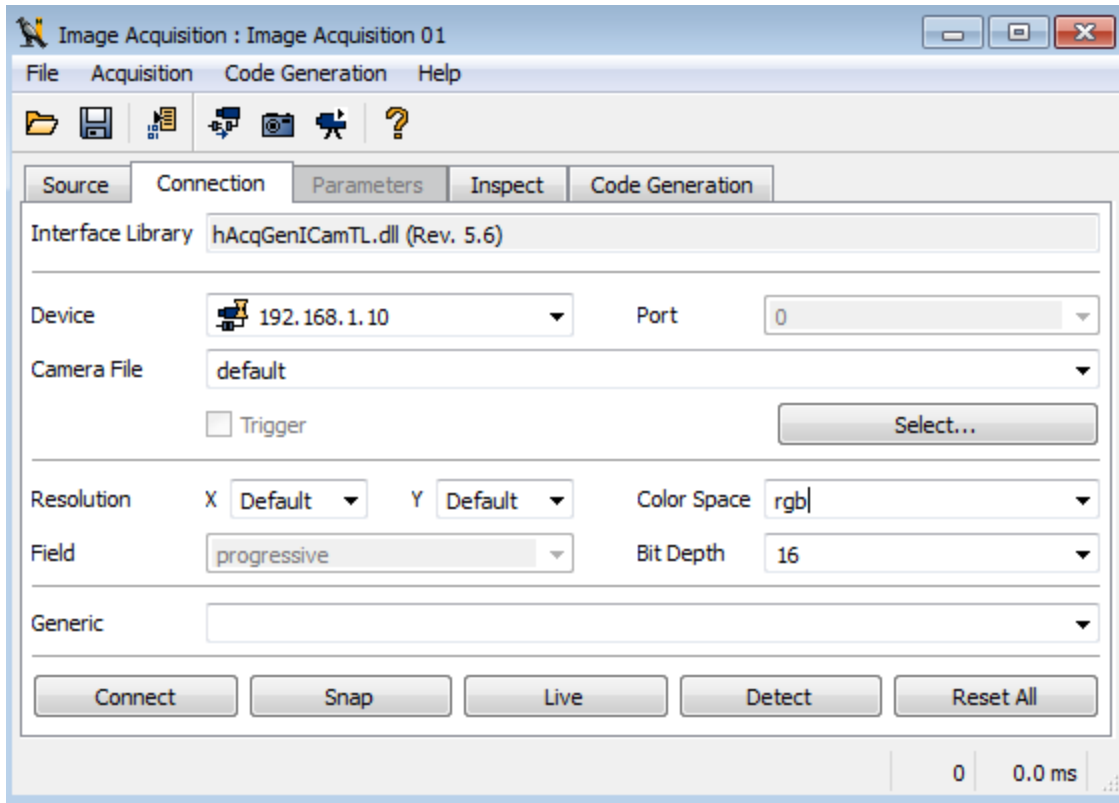 Image Acquisition : Image Acquisition 01
File Acquisition Code Generation Help
Source Connection Parameters Inspect Code Generation
Interface Library hAcqGenICamTL.dll (Rev. 5.6)
Device 192.168.1.10 Port 0
Camera File default
Trigger Select...
Resolution X Default Y Default Color Space rgb
Field progressive Bit Depth 16
Generic
Connect Snap Live Detect Reset All
0 0.0 ms